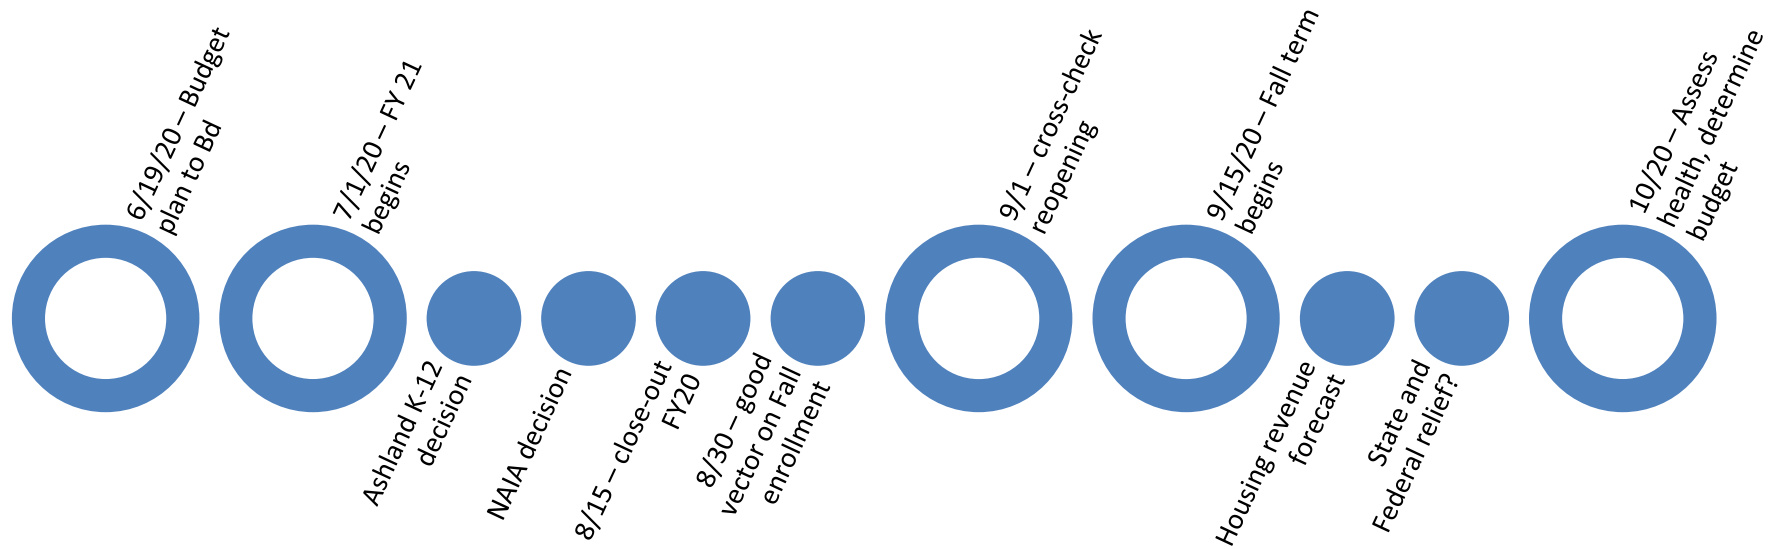 6/19/20 – Budget
plan to Bd
7/1/20 – FY 21
begins
Ashland K-12
decision
NAIA decision
8/15 – close-out
FY20
8/30 – good
vector on Fall
enrollment
9/1 – cross-check
reopening
9/15/20 – Fall term
begins
Housing revenue
forecast
State and
Federal relief?
10/20 – Assess
health, determine
budget